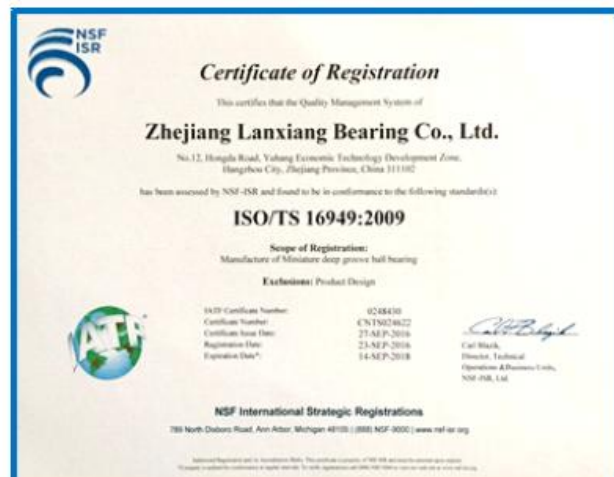 NSF
ISR
Certificate of Registration
This certifies that the Quality Management System of
Zhejiang Lanxiang Bearing Co., Ltd.
No.12, Hongda Road, Yuhang Economic Technology Development Zone,
Hangzhou City, Zhejiang Province, China 311102
has been assessed by NSF-ISR and found to be in conformance to the following standard(s):
ISO/TS 16949:2009
Scope of Registration:
Manufacture of Miniature deep groove ball bearing
Exclusions: Product Design
IATF
IATF Certificate Number: 0248430
Certificate Number: CNTS024622
Certificate Issue Date: 27-SEP-2016
Registration Date: 23-SEP-2016
Expiration Date*: 14-SEP-2018
Carl Blazik,
Director, Technical
Operations & Business Units,
NSF-ISR, Ltd.
NSF International Strategic Registrations
789 North Dixboro Road, Ann Arbor, Michigan 48105 | (888) NSF-9000 | www.nsf-isr.org